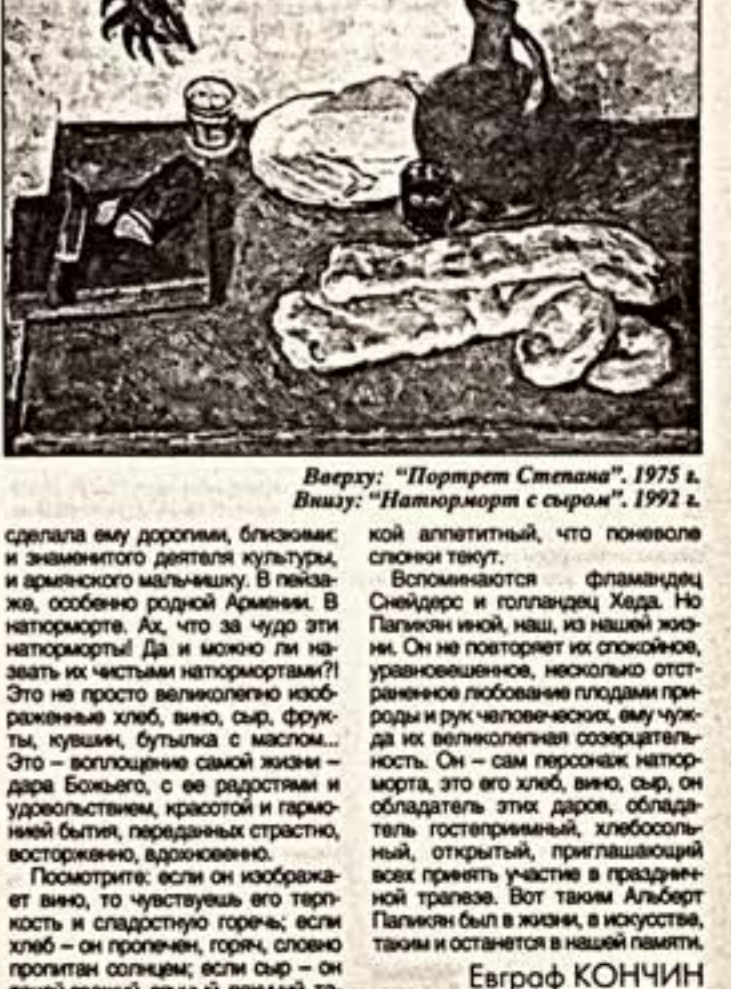 Вверху: "Портрет Степана". 1975 г.
Внизу: "Натюрморт с сыром". 1992 г.
сделала ему дорогими, близкими:
и знаменитого деятеля культуры,
и армянского мальчишку. В пейза-
же, особенно родной Армении. В
натюрморте. Ах, что за чудо эти
натюрморты! Да и можно ли на-
звать их чистыми натюрмортами?!
Это не просто великолепно изоб-
раженные хлеб, вино, сыр, фрук-
ты, кувшин, бутылка с маслом...
Это – воплощение самой жизни –
дара Божьего, с ее радостями и
удовольствием, красотой и гармо-
нией бытия, переданных страстно,
восторженно, вдохновенно.
Посмотрите: если он изобража-
ет вино, то чувствуешь его терп-
кость и сладостную горечь; если
хлеб – он пропечен, горяч, словно
пропитан солнцем; если сыр – он
кой аппетитный, что поневоле
слюнки текут.
Вспоминаются фламандец
Снейдерс и голландец Хеда. Но
Папикян иной, наш, из нашей жиз-
ни. Он не повторяет их спокойное,
уравновешенное, несколько отст-
раненное любование плодами при-
роды и рук человеческих, ему чуж-
да их великолепная созерцатель-
ность. Он – сам персонаж натюр-
морта, это его хлеб, вино, сыр, он
обладатель этих даров, облада-
тель гостеприимный, хлебосоль-
ный, открытый, приглашающий
всех принять участие в празднич-
ной трапезе. Вот таким Альберт
Папикян был в жизни, в искусстве,
таким и останется в нашей памяти.
Евграф КОНЧИН